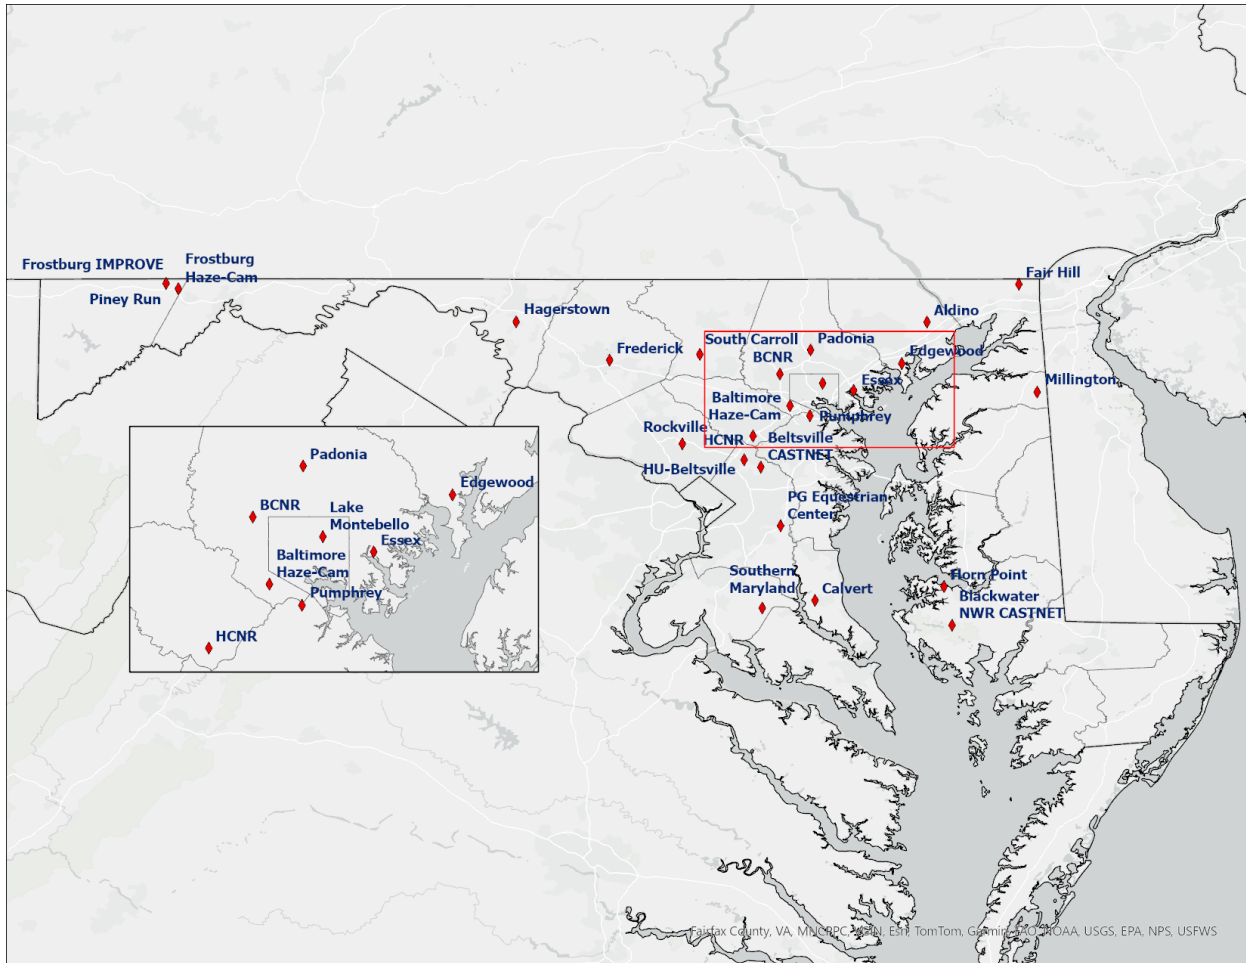 Frostburg IMPROVE
Frostburg
Haze-Cam
Piney Run
Hagerstown
Frederick
South Carroll
BCNR
Padonia
Aldino
Fair Hill
Edgewood
Essex
Millington
Baltimore
Haze-Cam
Pumphrey
Rockville
HCNR
Beltsville
CASTNET
HU-Beltsville
PG Equestrian
Center
Southern
Maryland
Calvert
Horn Point
Blackwater
NWR CASTNET
Padonia
Edgewood
BCNR
Lake
Montebello
Essex
Baltimore
Haze-Cam
Pumphrey
HCNR
Fairfax County, VA, M-NCPPC, VGIN, Esri, TomTom, Garmin, FAO, NOAA, USGS, EPA, NPS, USFWS